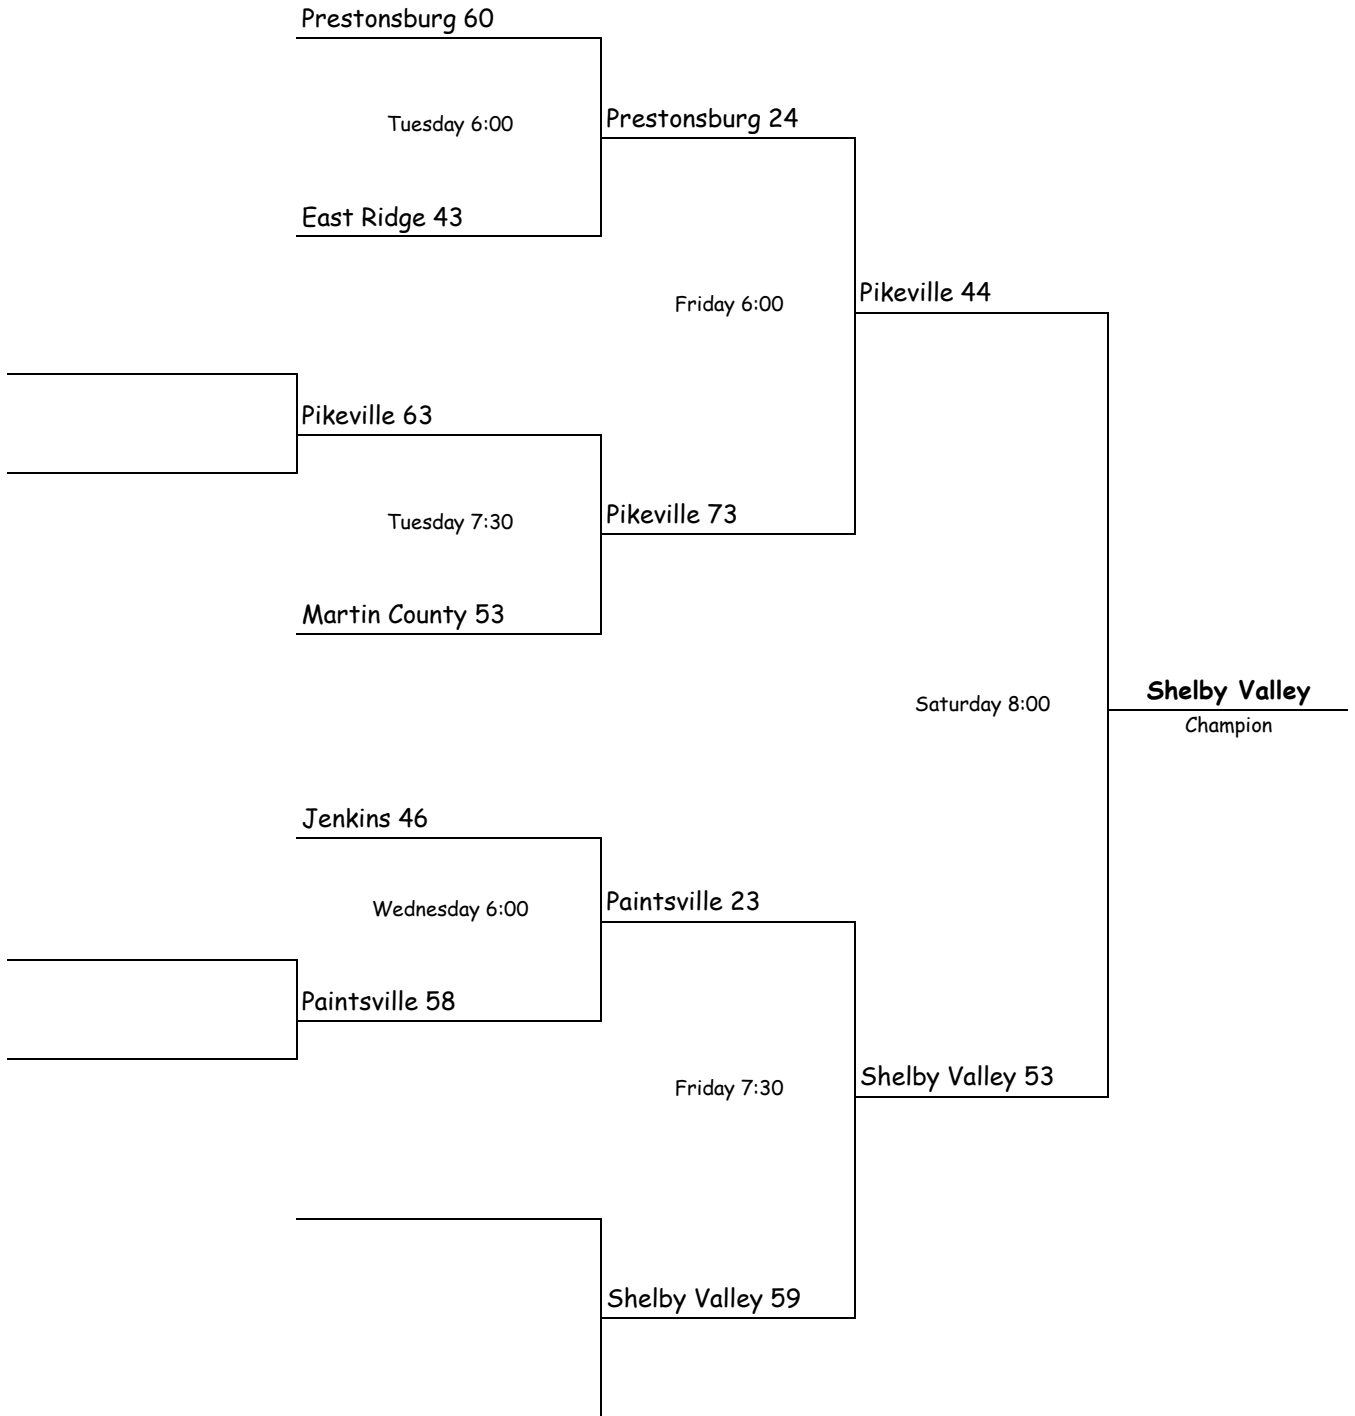 Prestonsburg 60
Tuesday 6:00
Prestonsburg 24
East Ridge 43
Friday 6:00
Pikeville 44
Pikeville 63
Tuesday 7:30
Pikeville 73
Martin County 53
Saturday 8:00
Shelby Valley
Champion
Jenkins 46
Wednesday 6:00
Paintsville 23
Paintsville 58
Friday 7:30
Shelby Valley 53
Shelby Valley 59